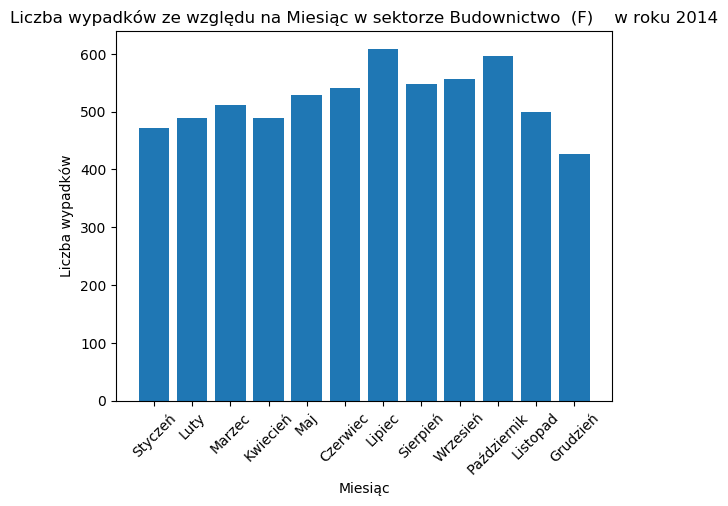 Liczba wypadków ze względu na Miesiąc w sektorze Budownictwo  (F)    w roku 2014
Liczba wypadków
600
500
400
300
200
100
0
Styczeń
Luty
Marzec
Kwiecień
Maj
Czerwiec
Lipiec
Sierpień
Wrzesień
Październik
Listopad
Grudzień
Miesiąc